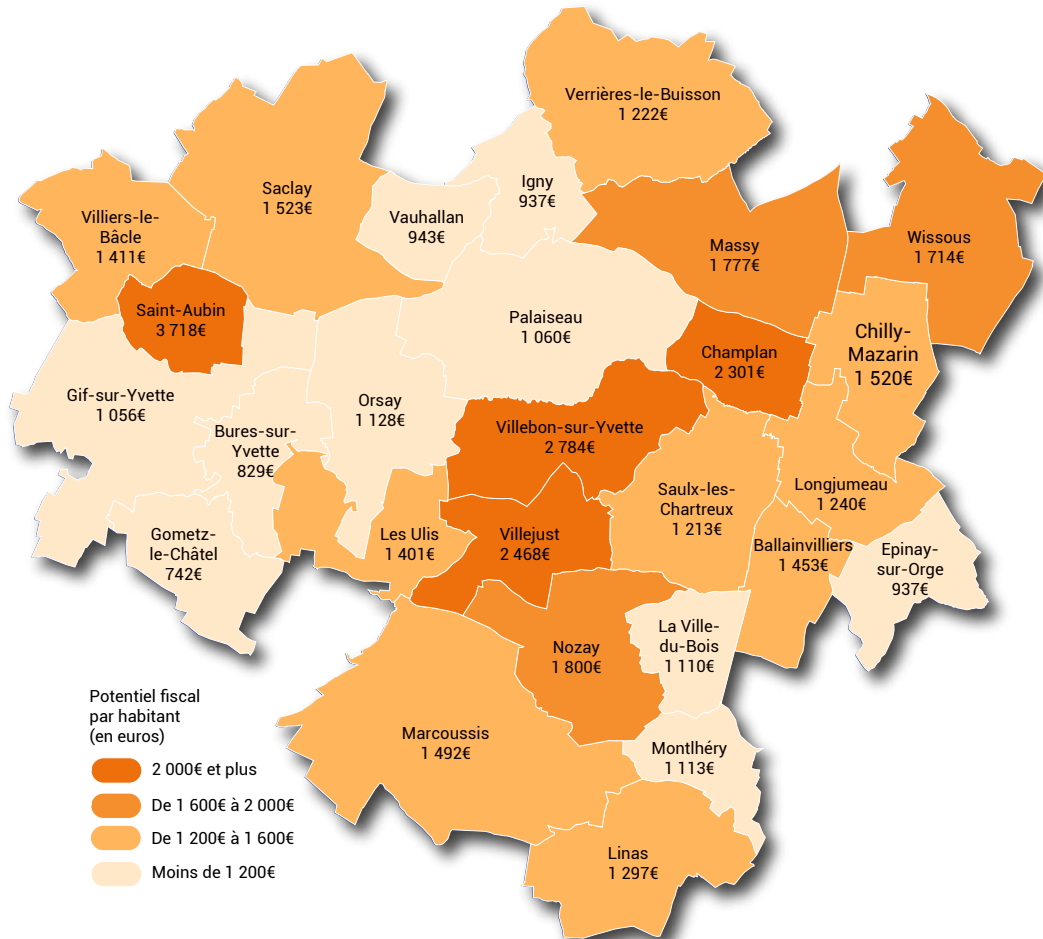 Verrières-le-Buisson
1 222€
Igny
937€
Saclay
1 523€
Vauhallan
943€
Villiers-le-
Bâcle
1 411€
Massy
1 777€
Wissous
1 714€
Saint-Aubin
3 718€
Palaiseau
1 060€
Chilly-
Mazarin
1 520€
Champlan
2 301€
Gif-sur-Yvette
1 056€
Orsay
1 128€
Bures-sur-
Yvette
829€
Villebon-sur-Yvette
2 784€
Saulx-les-
Chartreux
1 213€
Longjumeau
1 240€
Gometz-
le-Châtel
742€
Les Ulis
1 401€
Villejust
2 468€
Ballainvilliers
1 453€
Epinay-
sur-Orge
937€
La Ville-
du-Bois
1 110€
Nozay
1 800€
Marcoussis
1 492€
Montlhéry
1 113€
Linas
1 297€
Potentiel fiscal
par habitant
(en euros)
2 000€ et plus
De 1 600€ à 2 000€
De 1 200€ à 1 600€
Moins de 1 200€